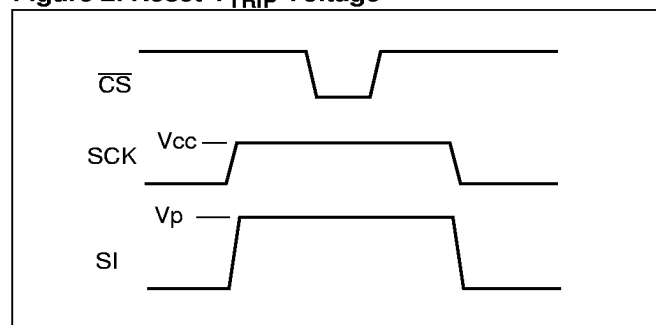 Figure 2. Reset VTRIP Voltage
CS
Vcc
SCK
Vp
SI